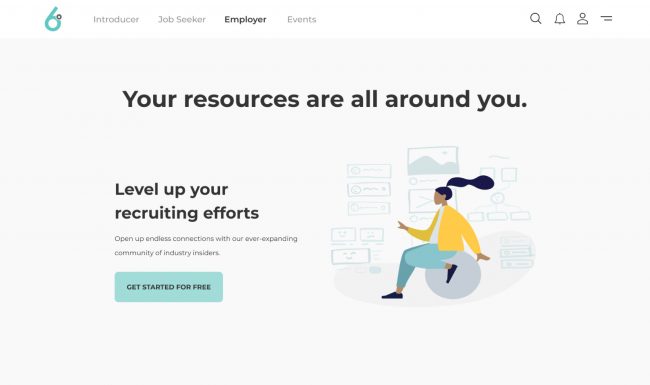 6°
Introducer Job Seeker Employer Events
Your resources are all around you.
Level up your
recruiting efforts
Open up endless connections with our ever-expanding
community of industry insiders.
GET STARTED FOR FREE